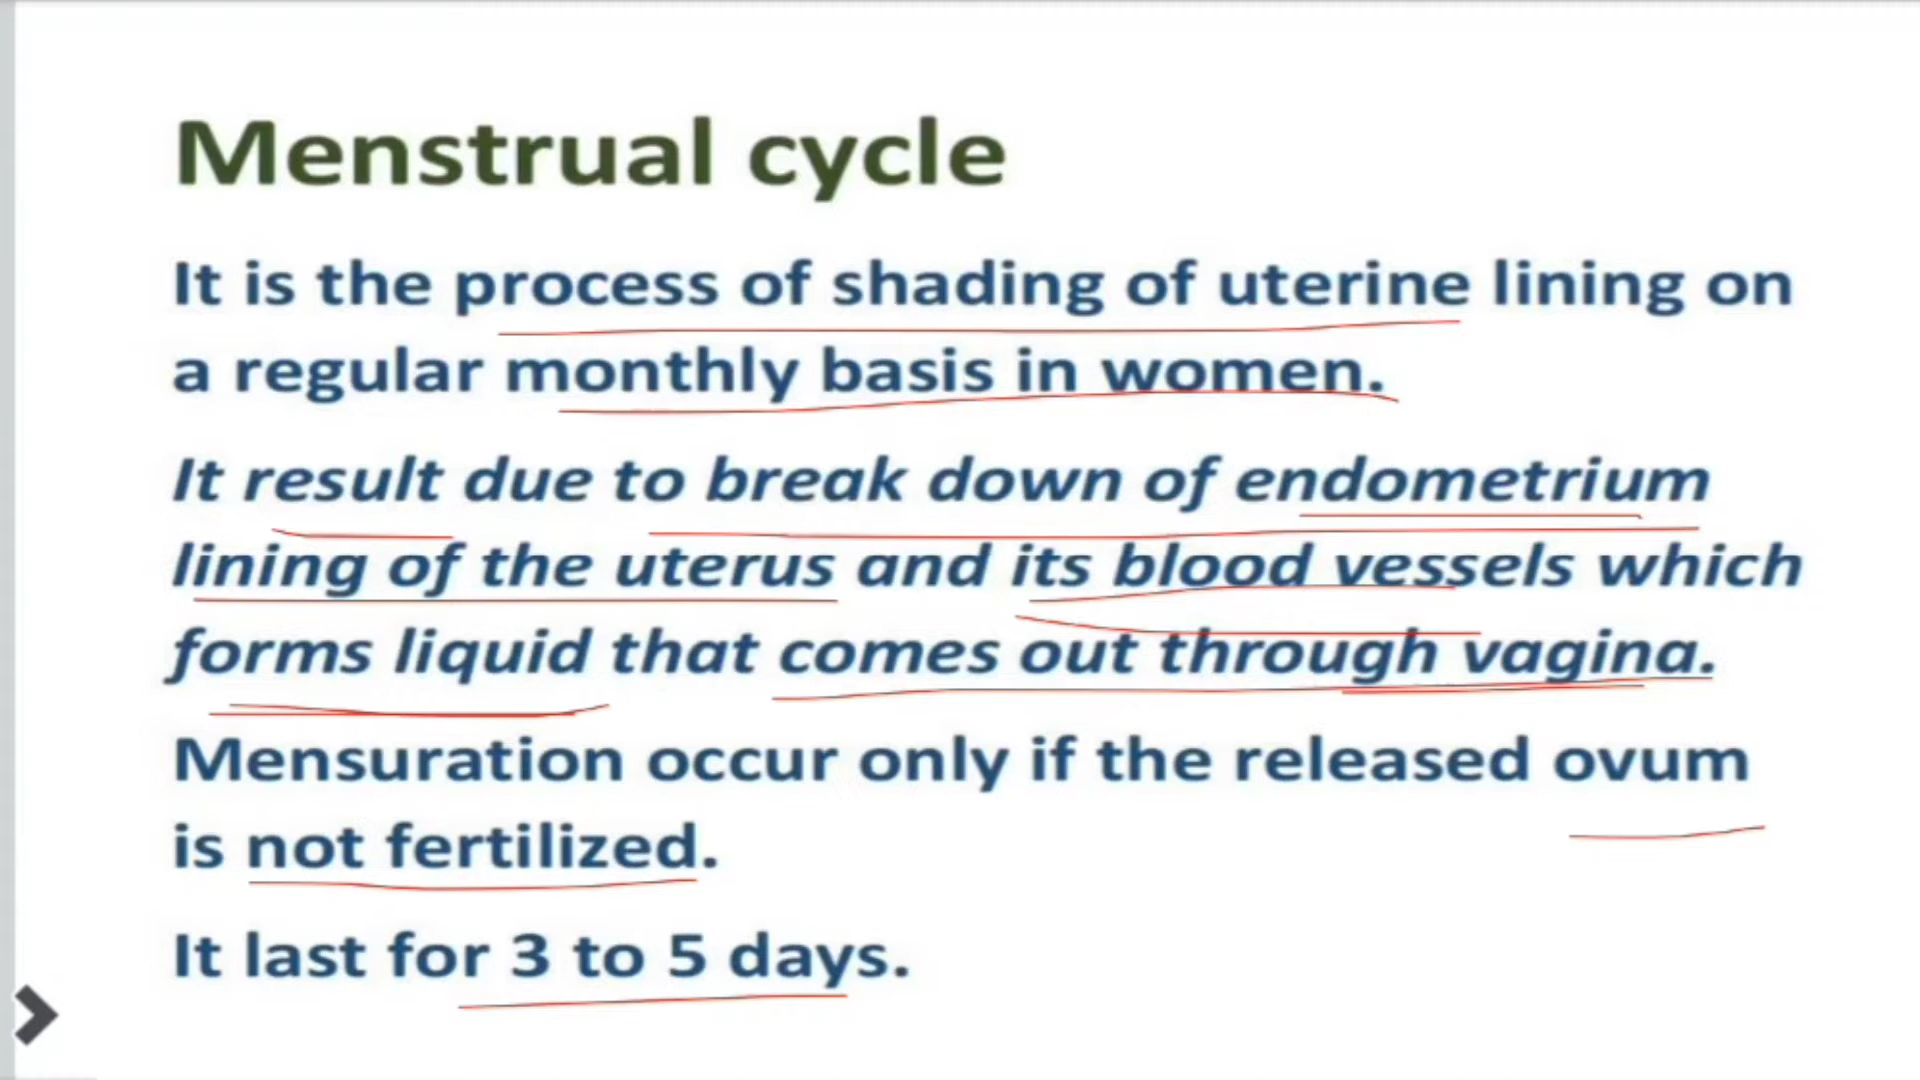 Menstrual cycle
It is the process of shading of uterine lining on
a regular monthly basis in women.
It result due to break down of endometrium
lining of the uterus and its blood vessels which
forms liquid that comes out through vagina.
Mensuration occur only if the released ovum
is not fertilized.
It last for 3 to 5 days.